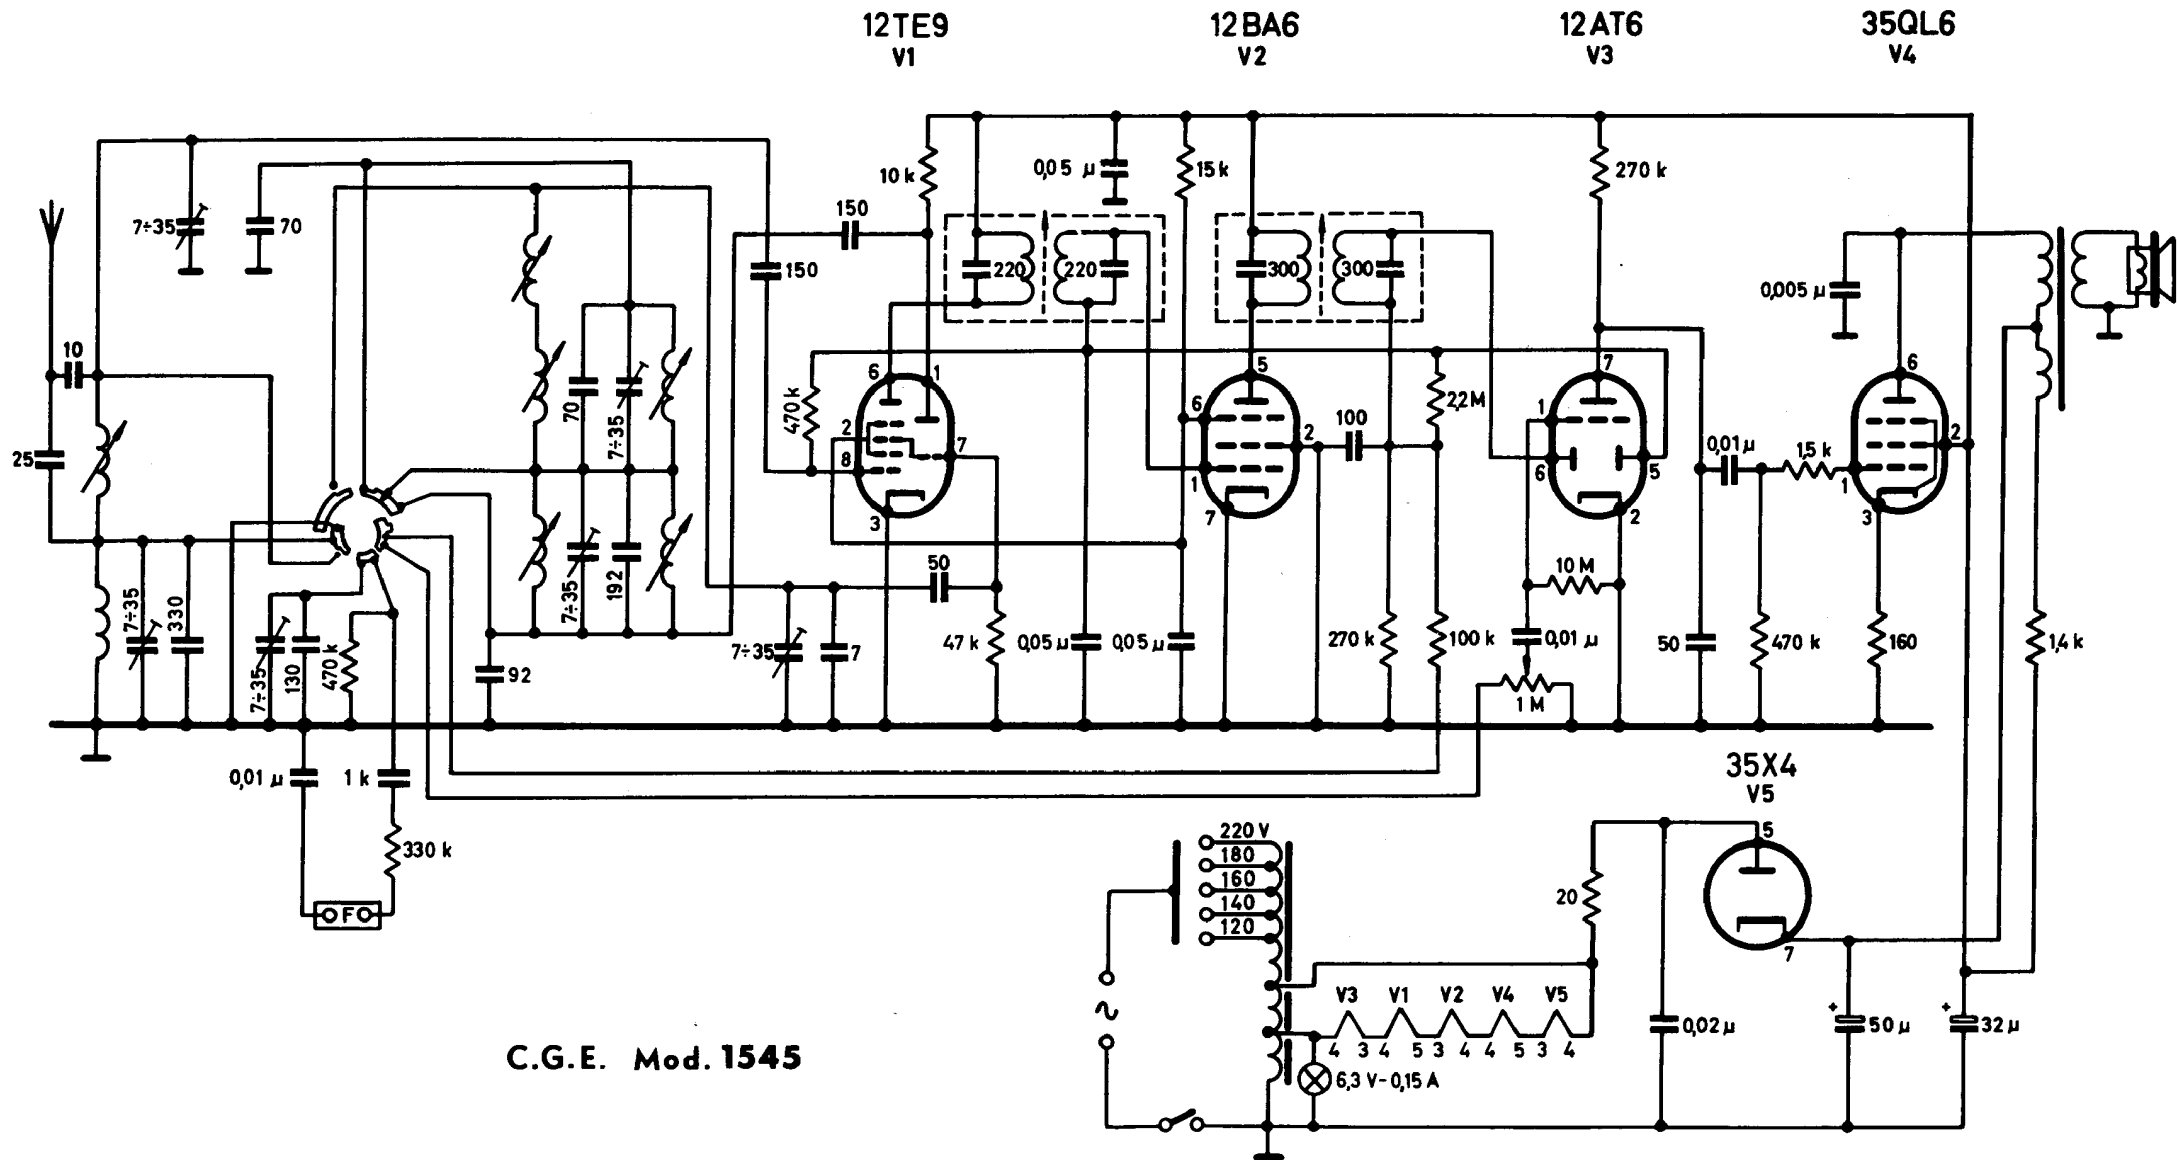 12TE9 12BA6 12AT6 35QL6
V1 V2 V3 V4
10 k 0,05 µ 15 k 270 k
7÷35 70 150
150 220 220 300 300
0,005 µ
10
6 1 5 7 6
25 70 7÷35 470 k 2 8 7 3
6 1 2 7 100 2,2 M
1 6 5 2
0,01 µ 1,5 k 1 2 3
7÷35 330 7÷35 192
50 10 M
7÷35 130 470 k 92
7÷35 7 47 k 0,05 µ 0,05 µ 270 k 100 k 0,01 µ 50 470 k 160 1,4 k
1 M
0,01 µ 1 k
35X4
V5
330 k
F
220 V
180
160
140
120
20
5
7
V3 V1 V2 V4 V5
4 3 4 5 3 4 4 5 3 4
0,02 µ + 50 µ + 32 µ
6,3 V - 0,15 A
~
C.G.E. Mod. 1545